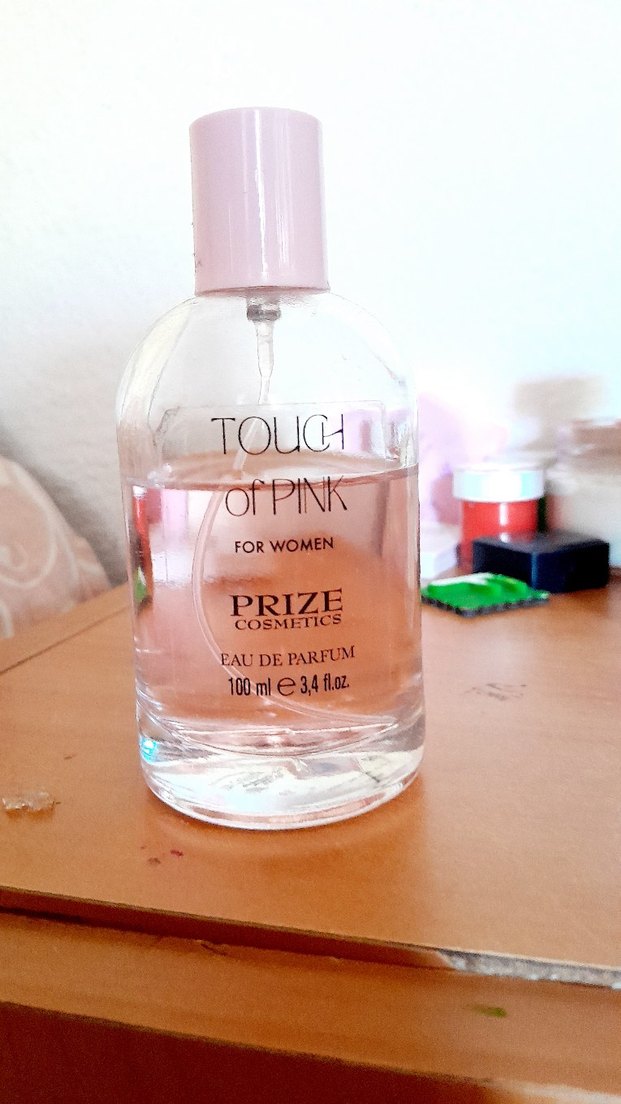 TOUCH
of PINK
FOR WOMEN
PRIZE
COSMETICS
EAU DE PARFUM
100 ml ℮ 3,4 fl.oz.